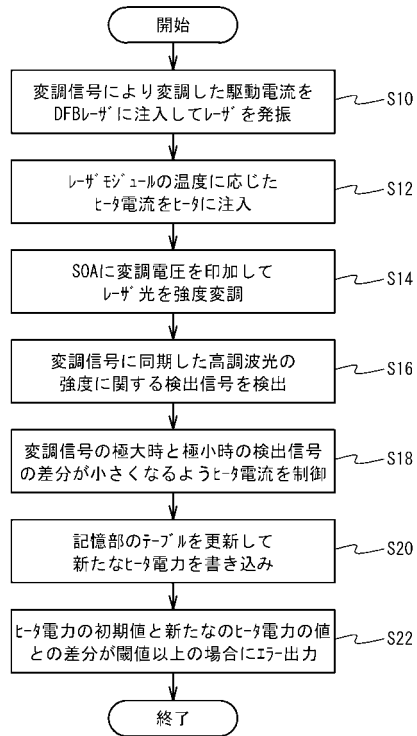 開始
変調信号により変調した駆動電流を
DFBﾚｰｻﾞに注入してﾚｰｻﾞを発振
S10
ﾚｰｻﾞﾓｼﾞｭｰﾙの温度に応じた
ﾋｰﾀ電流をﾋｰﾀに注入
S12
SOAに変調電圧を印加して
ﾚｰｻﾞ光を強度変調
S14
変調信号に同期した高調波光の
強度に関する検出信号を検出
S16
変調信号の極大時と極小時の検出信号
の差分が小さくなるようﾋｰﾀ電流を制御
S18
記憶部のﾃｰﾌﾞﾙを更新して
新たなﾋｰﾀ電力を書き込み
S20
ﾋｰﾀ電力の初期値と新たなのﾋｰﾀ電力の値
との差分が閾値以上の場合にｴﾗｰ出力
S22
終了